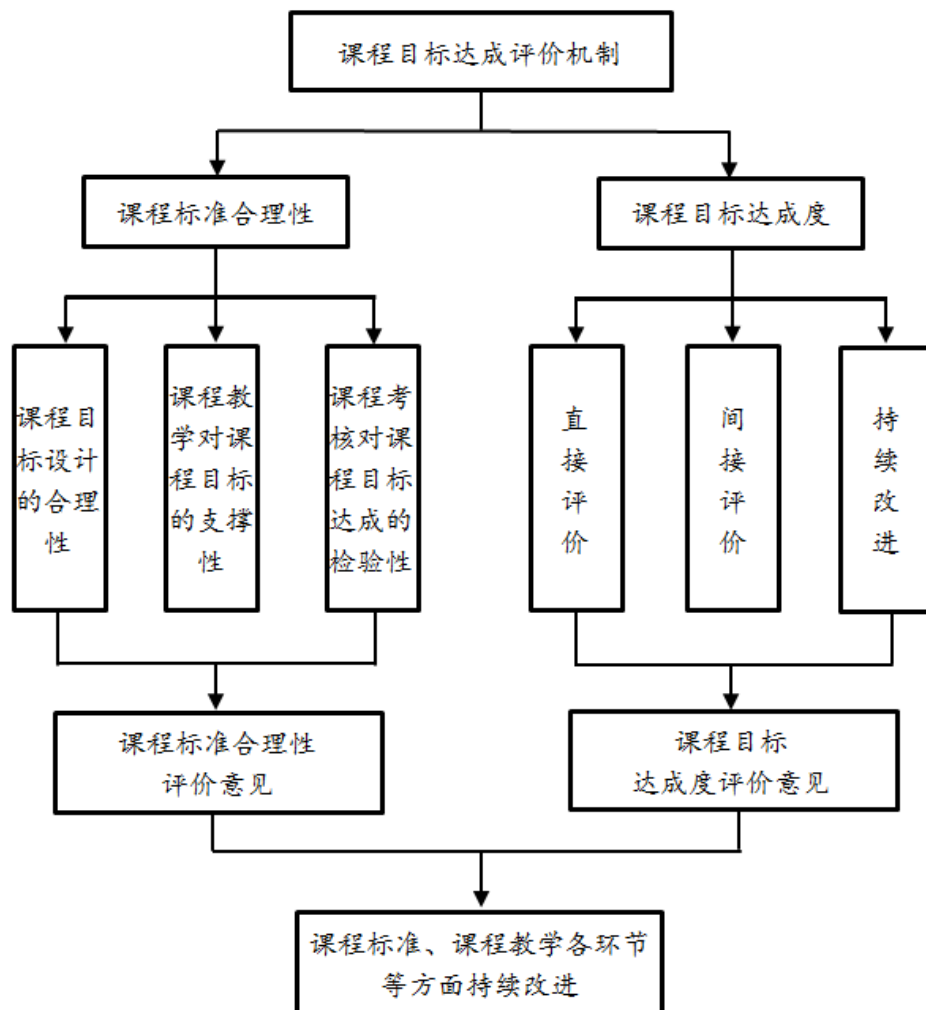 课程目标达成评价机制
课程标准合理性
课程目标达成度
课程目
标设计
的合理
性
课程教
学对课
程目标
的支撑
性
课程考
核对课
程目标
达成的
检验性
直
接
评
价
间
接
评
价
持
续
改
进
课程标准合理性
评价意见
课程目标
达成度评价意见
课程标准、课程教学各环节
等方面持续改进